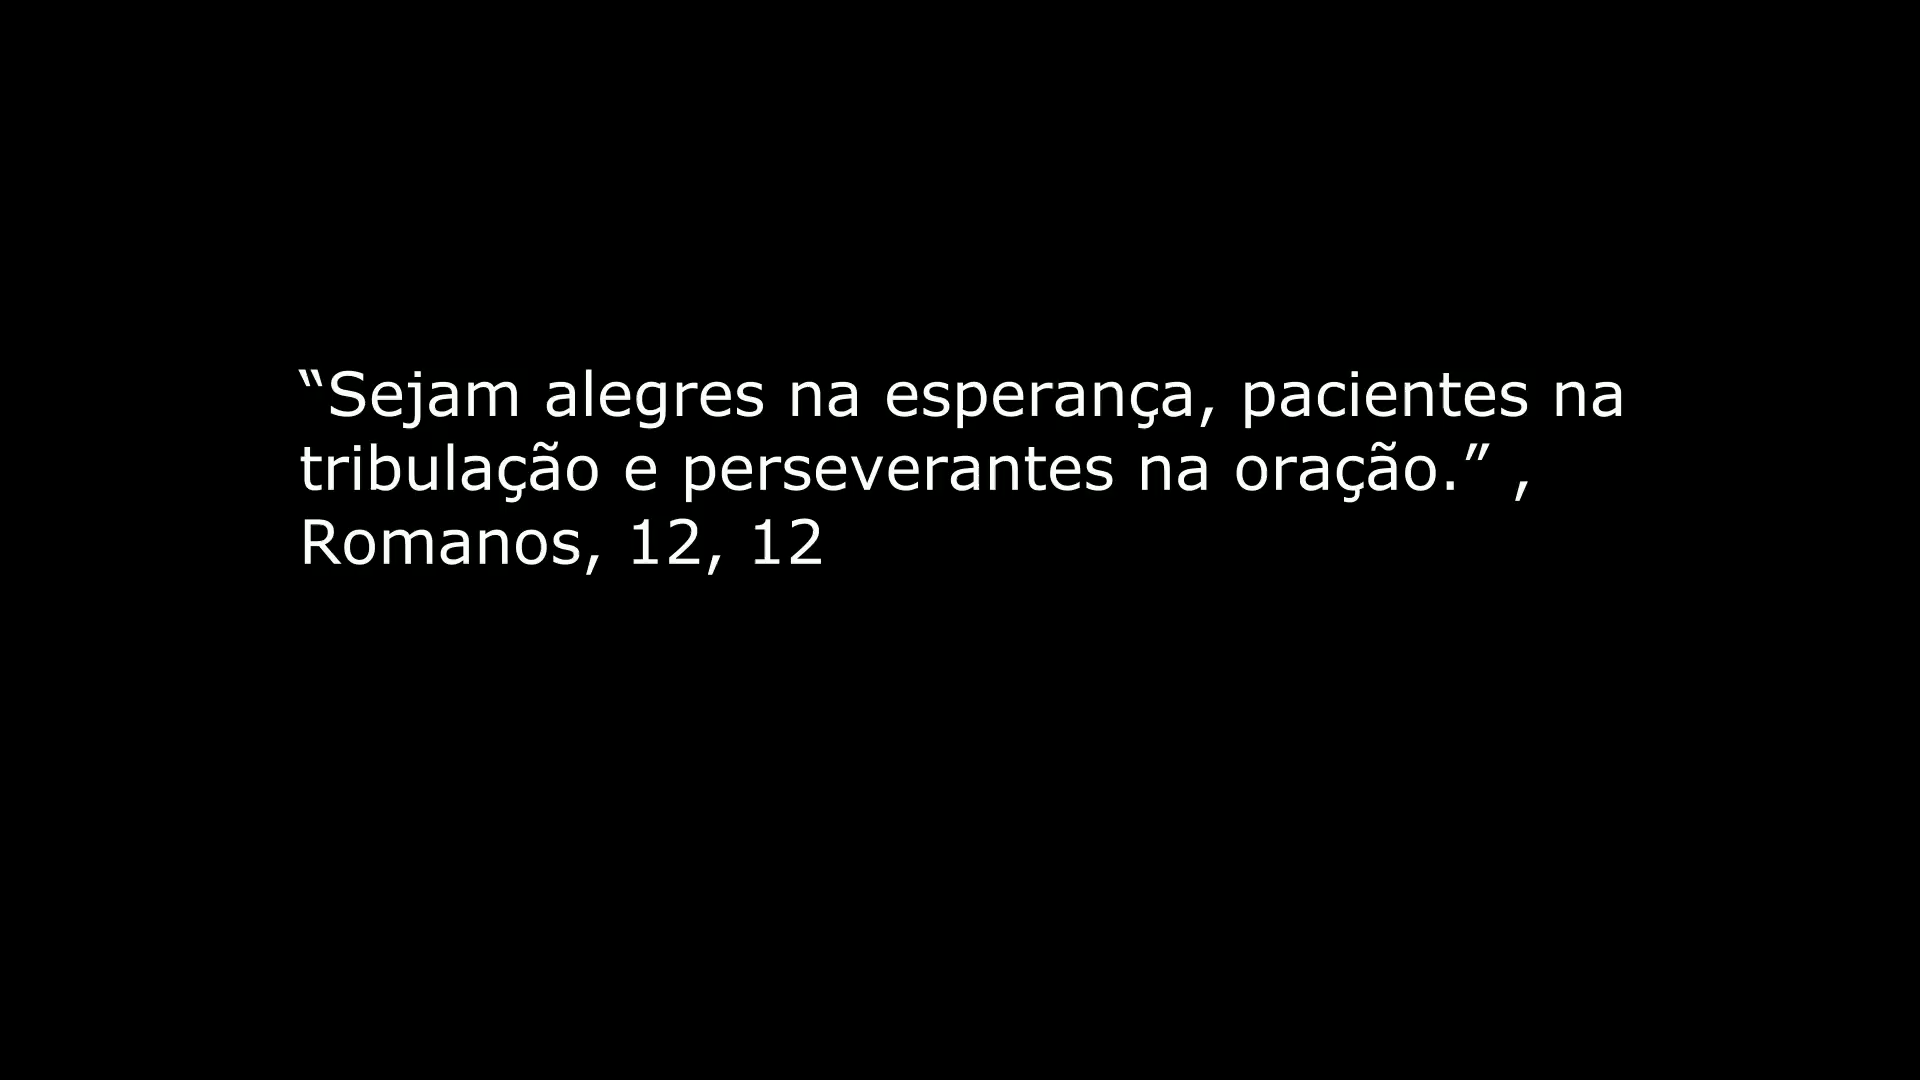 “Sejam alegres na esperança, pacientes na
tribulação e perseverantes na oração.” ,
Romanos, 12, 12